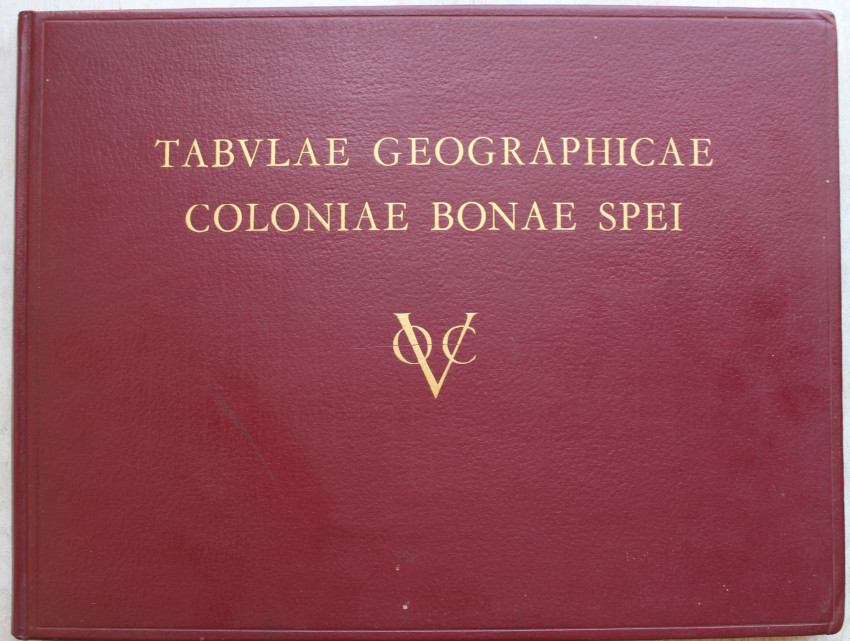 TABVLAE GEOGRAPHICAE
COLONIAE BONAE SPEI
VOC